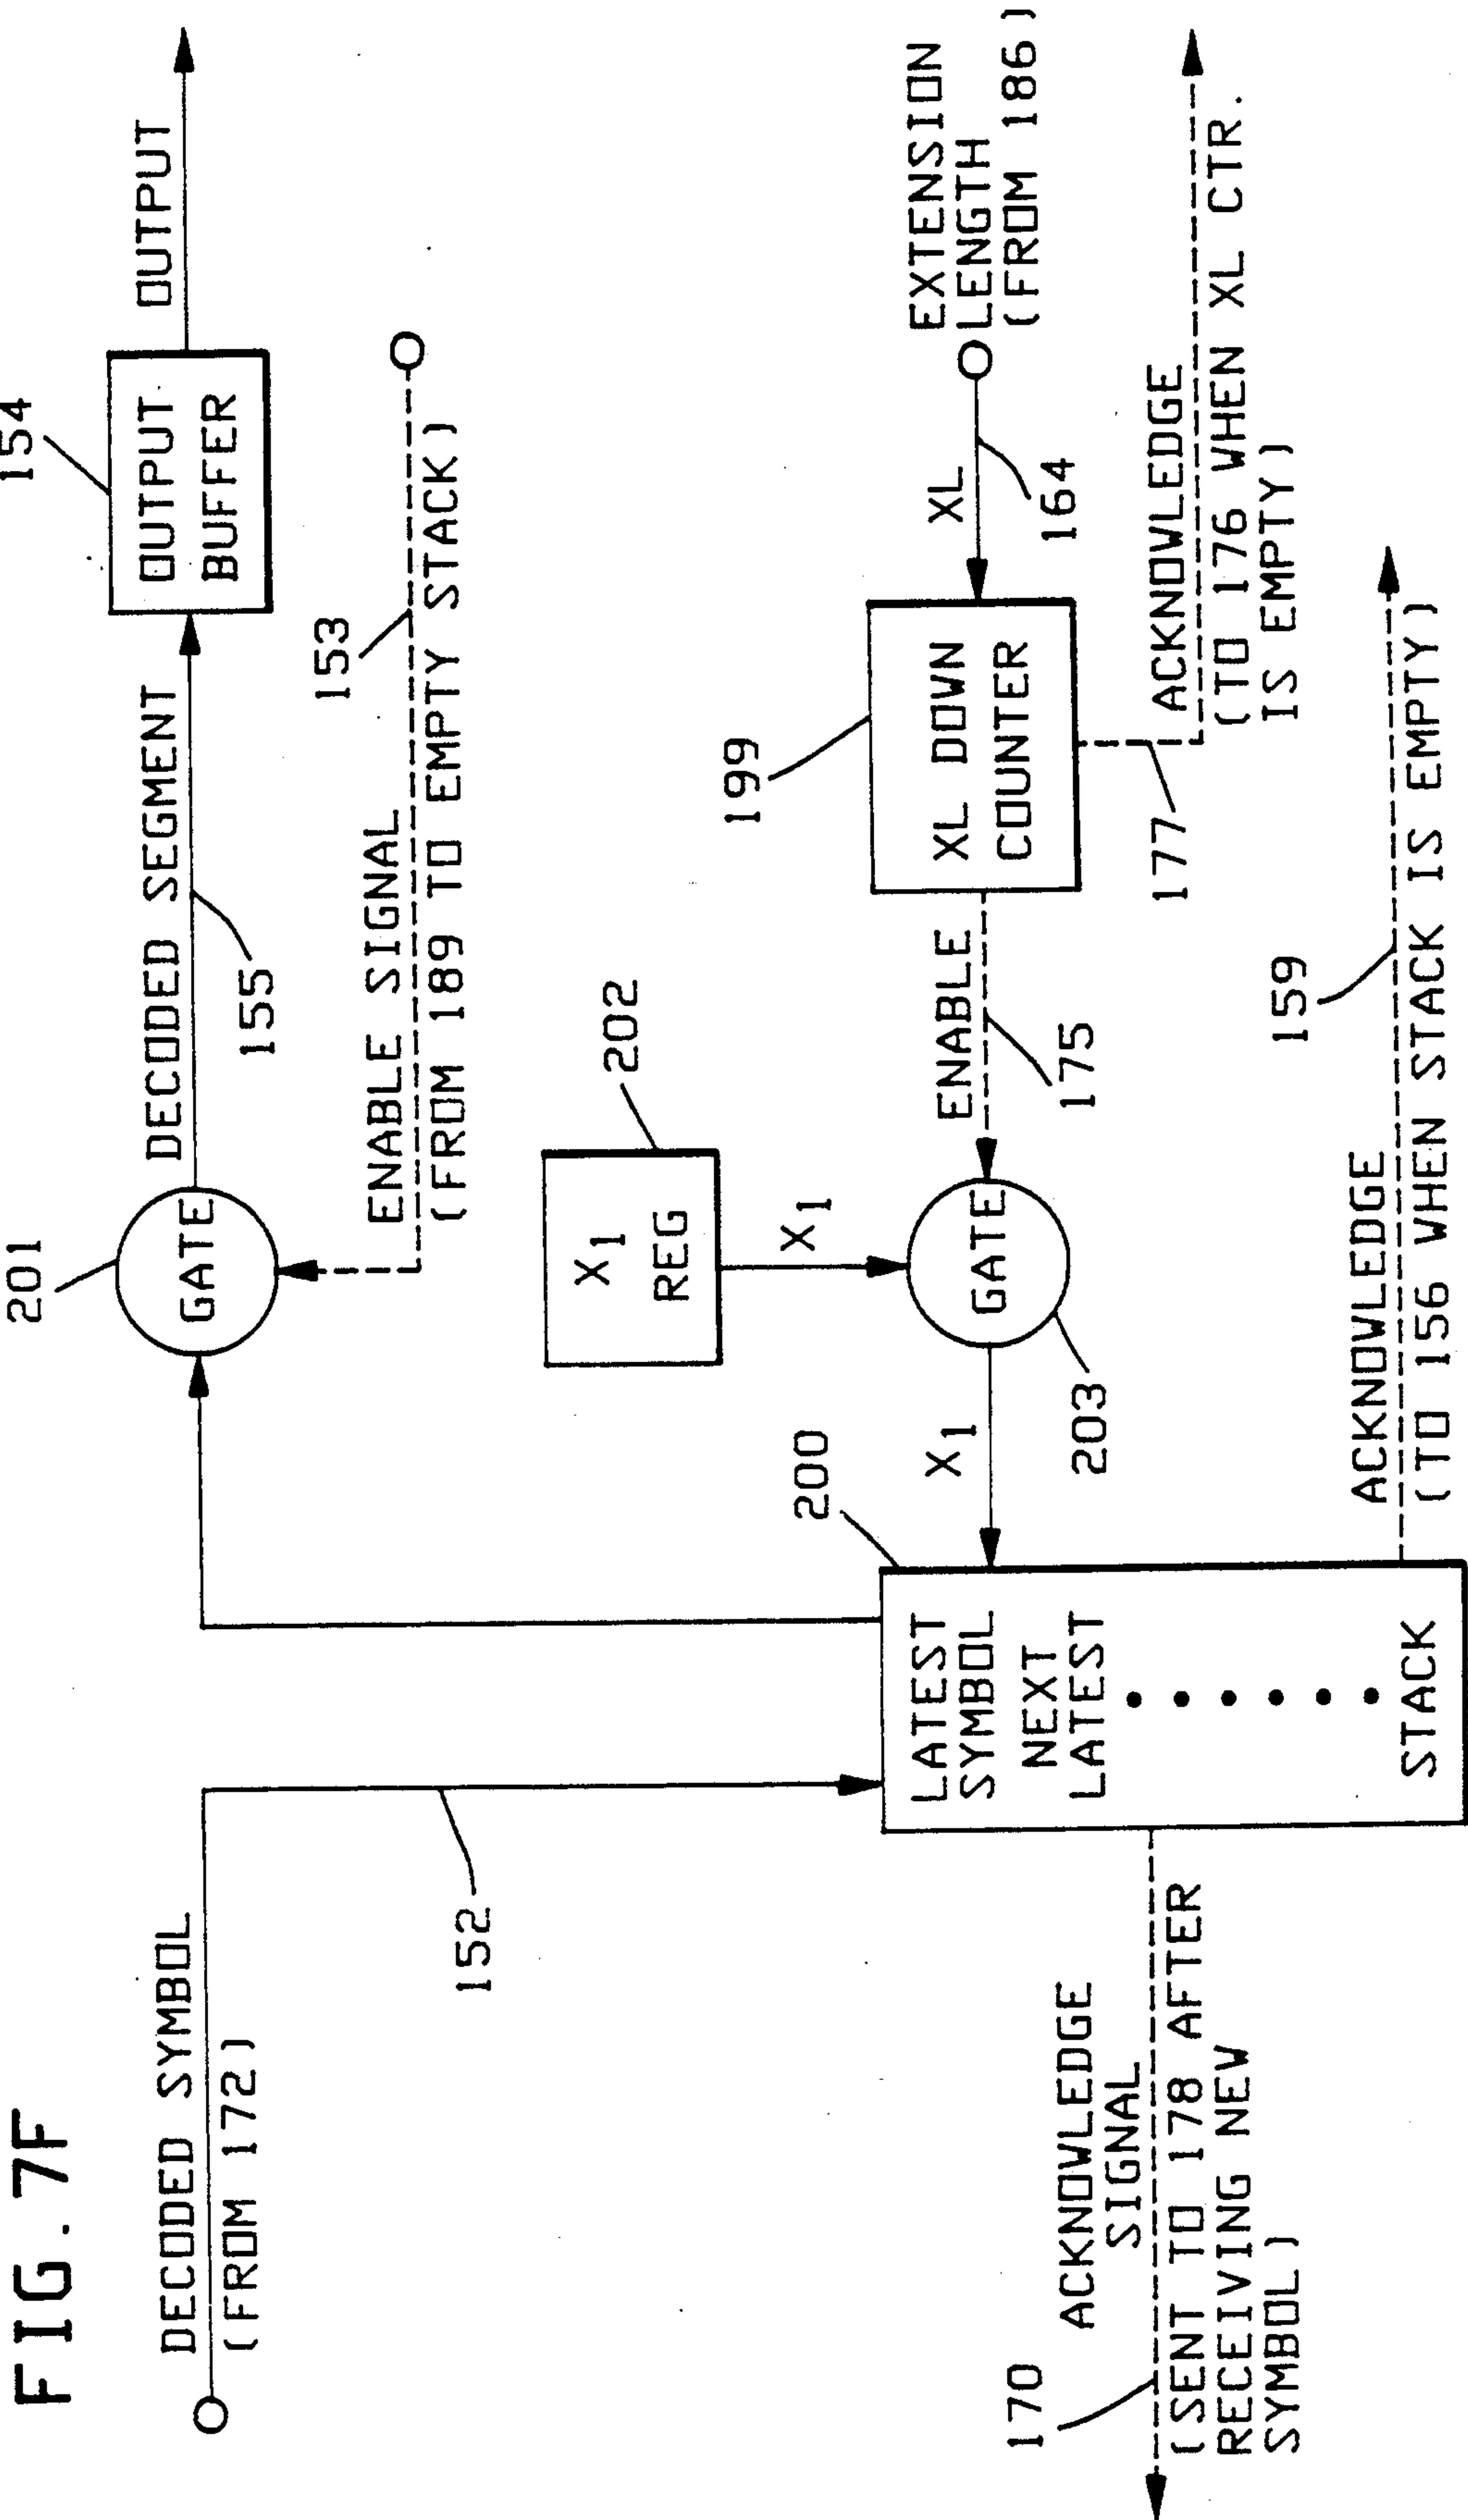 FIG. 7F
DECODED SYMBOL
(FROM 172)
152
201
GATE
DECODED SEGMENT
155
154
OUTPUT
BUFFER
OUTPUT
ENABLE SIGNAL
(FROM 189 TO EMPTY STACK)
153
X1
REG
202
X1
GATE
203
X1
ENABLE
175
199
XL DOWN
COUNTER
XL
164
EXTENSION
LENGTH
(FROM 186)
177
ACKNOWLEDGE
(TO 176 WHEN XL CTR.
IS EMPTY)
200
LATEST
SYMBOL
NEXT
LATEST
STACK
159
ACKNOWLEDGE
(TO 156 WHEN STACK IS EMPTY)
170
ACKNOWLEDGE
SIGNAL
(SENT TO 178 AFTER
RECEIVING NEW
SYMBOL)